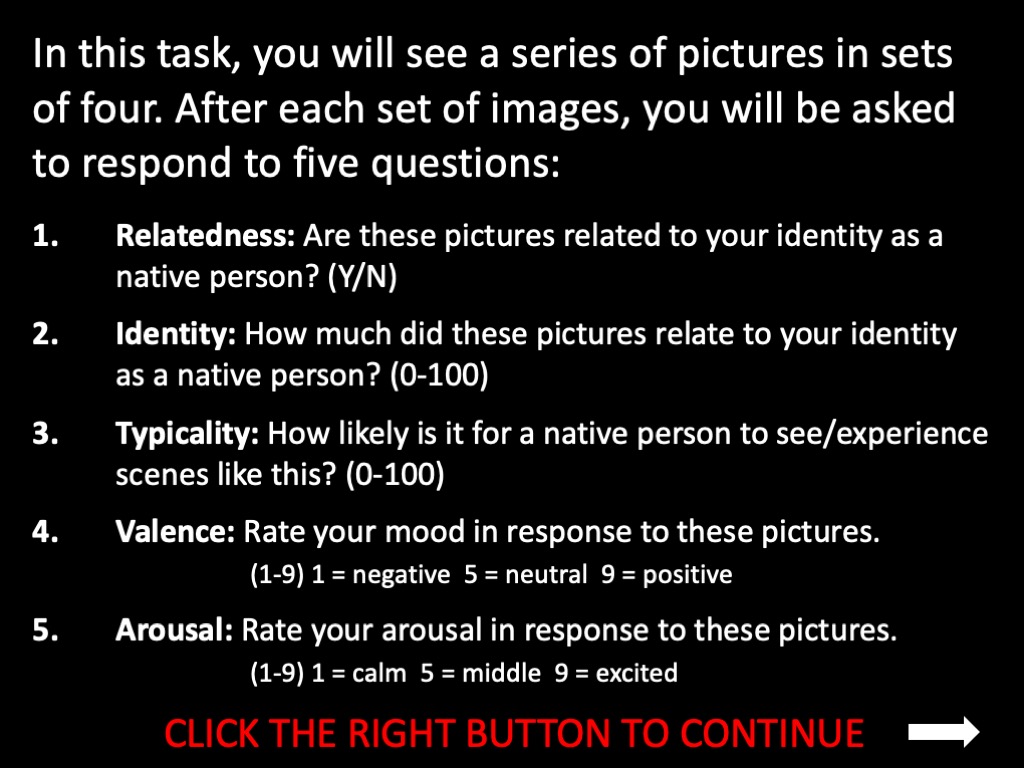 In this task, you will see a series of pictures in sets
of four. After each set of images, you will be asked
to respond to five questions:
1. Relatedness: Are these pictures related to your identity as a
native person? (Y/N)
2. Identity: How much did these pictures relate to your identity
as a native person? (0-100)
3. Typicality: How likely is it for a native person to see/experience
scenes like this? (0-100)
4. Valence: Rate your mood in response to these pictures.
(1-9) 1 = negative 5 = neutral 9 = positive
5. Arousal: Rate your arousal in response to these pictures.
(1-9) 1 = calm 5 = middle 9 = excited
CLICK THE RIGHT BUTTON TO CONTINUE